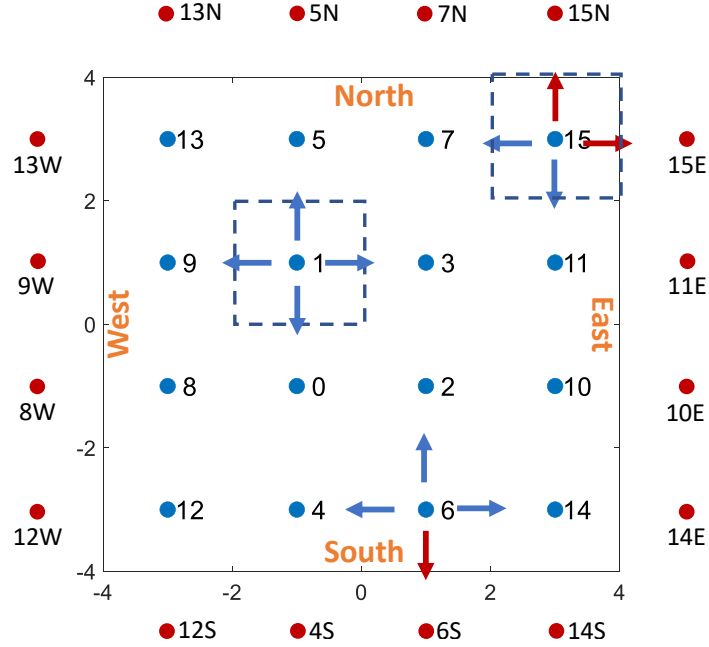 13N 5N 7N 15N
4
North
13W 13 5 7 15 15E
2
9W 9 1 3 11 11E
West
0
East
8W 8 0 2 10 10E
-2
12W 12 4 6 14 14E
South
-4
-4 -2 0 2 4
12S 4S 6S 14S